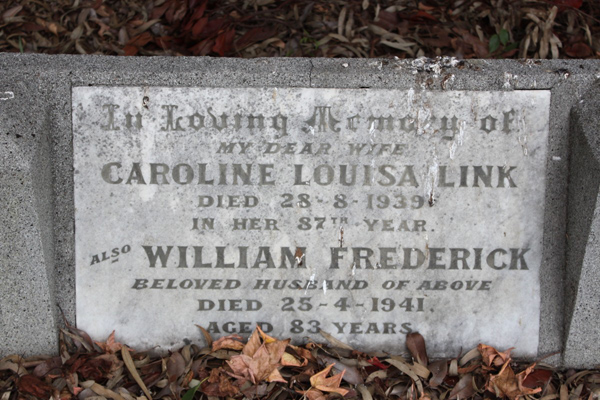 In Loving Memory of
MY DEAR WIFE
CAROLINE LOUISA LINK
DIED 28-8-1939
IN HER 87TH YEAR.
ALSO WILLIAM FREDERICK
BELOVED HUSBAND OF ABOVE
DIED 25-4-1941.
AGED 83 YEARS